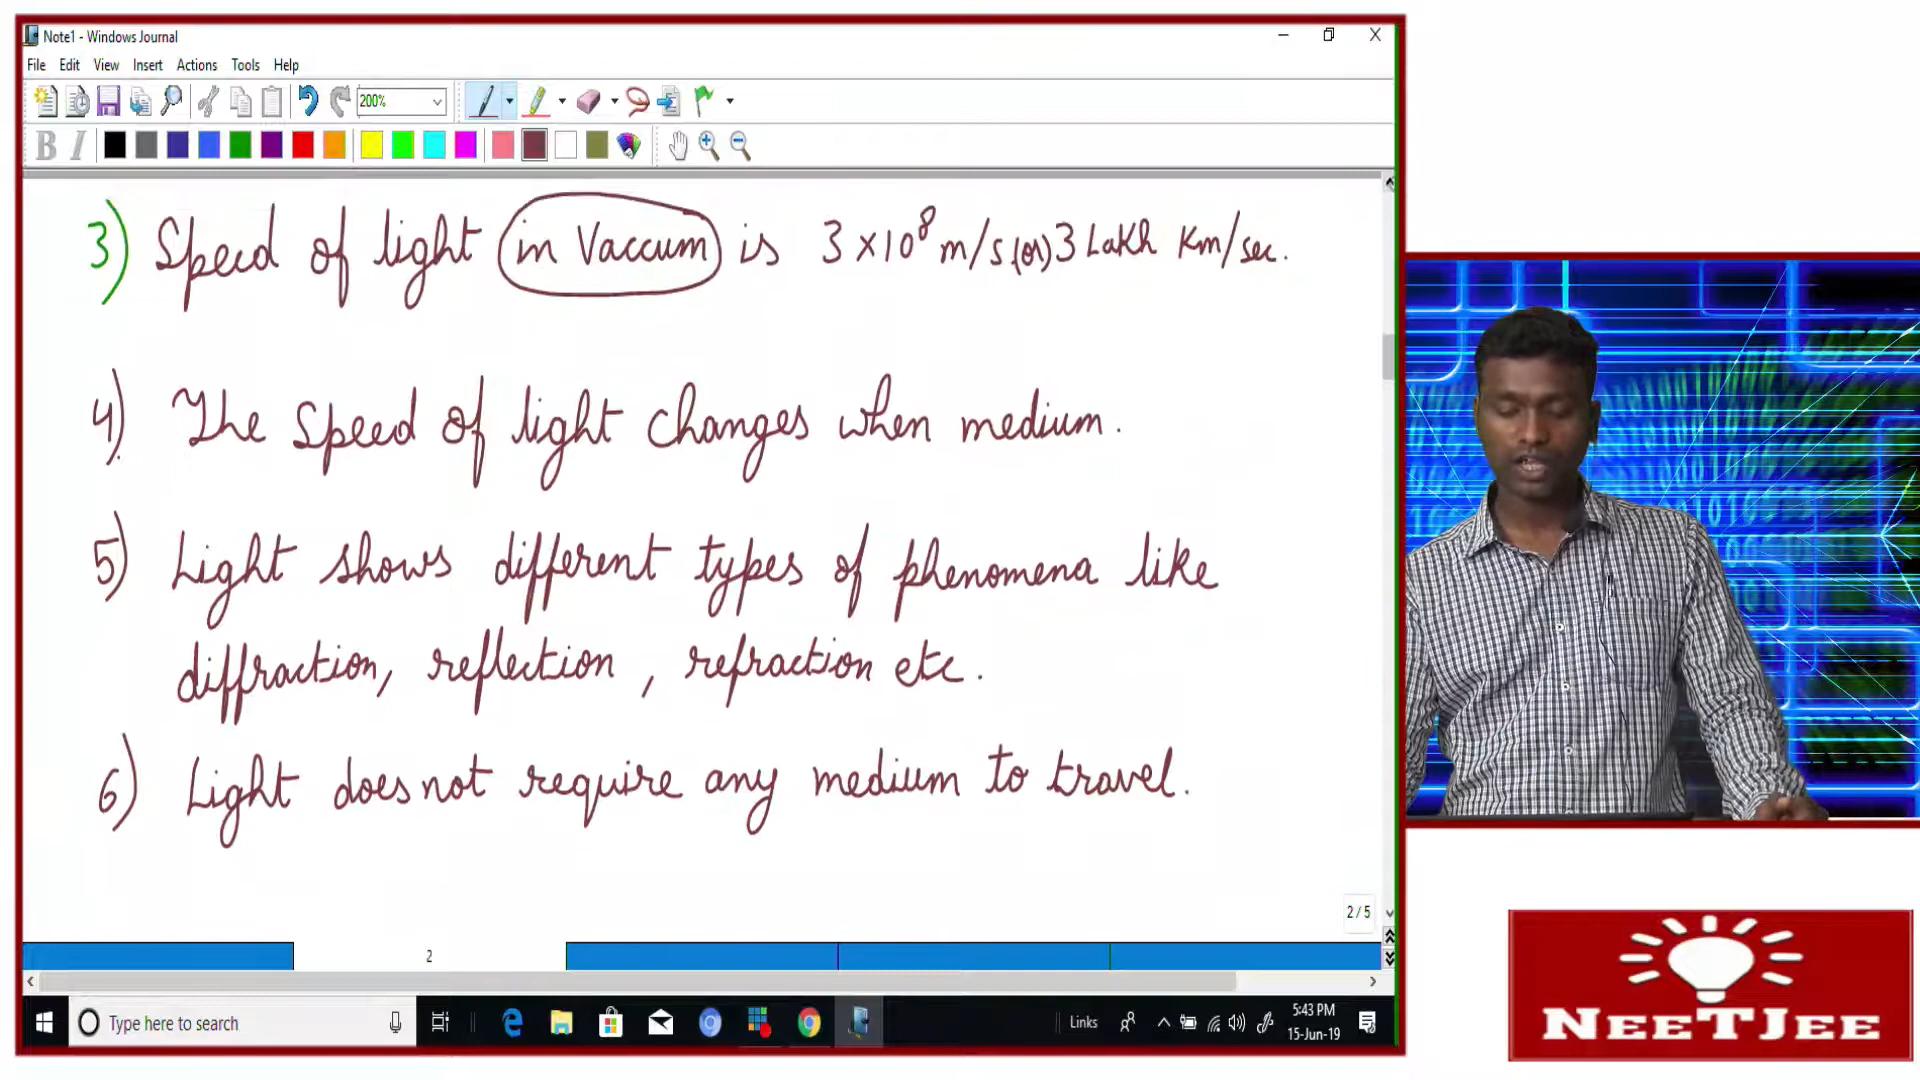 Note1 - Windows Journal
File Edit View Insert Actions Tools Help
200%
B I
3) Speed of light in Vaccum is 3 ×10⁸ m/s (or) 3 Lakh Km/sec.
4) The speed of light changes when medium.
5) Light shows different types of phenomena like
diffraction, reflection, refraction etc.
6) Light does not require any medium to travel.
2 / 5
2
Type here to search
Links
5:43 PM
15-Jun-19
NEETJEE